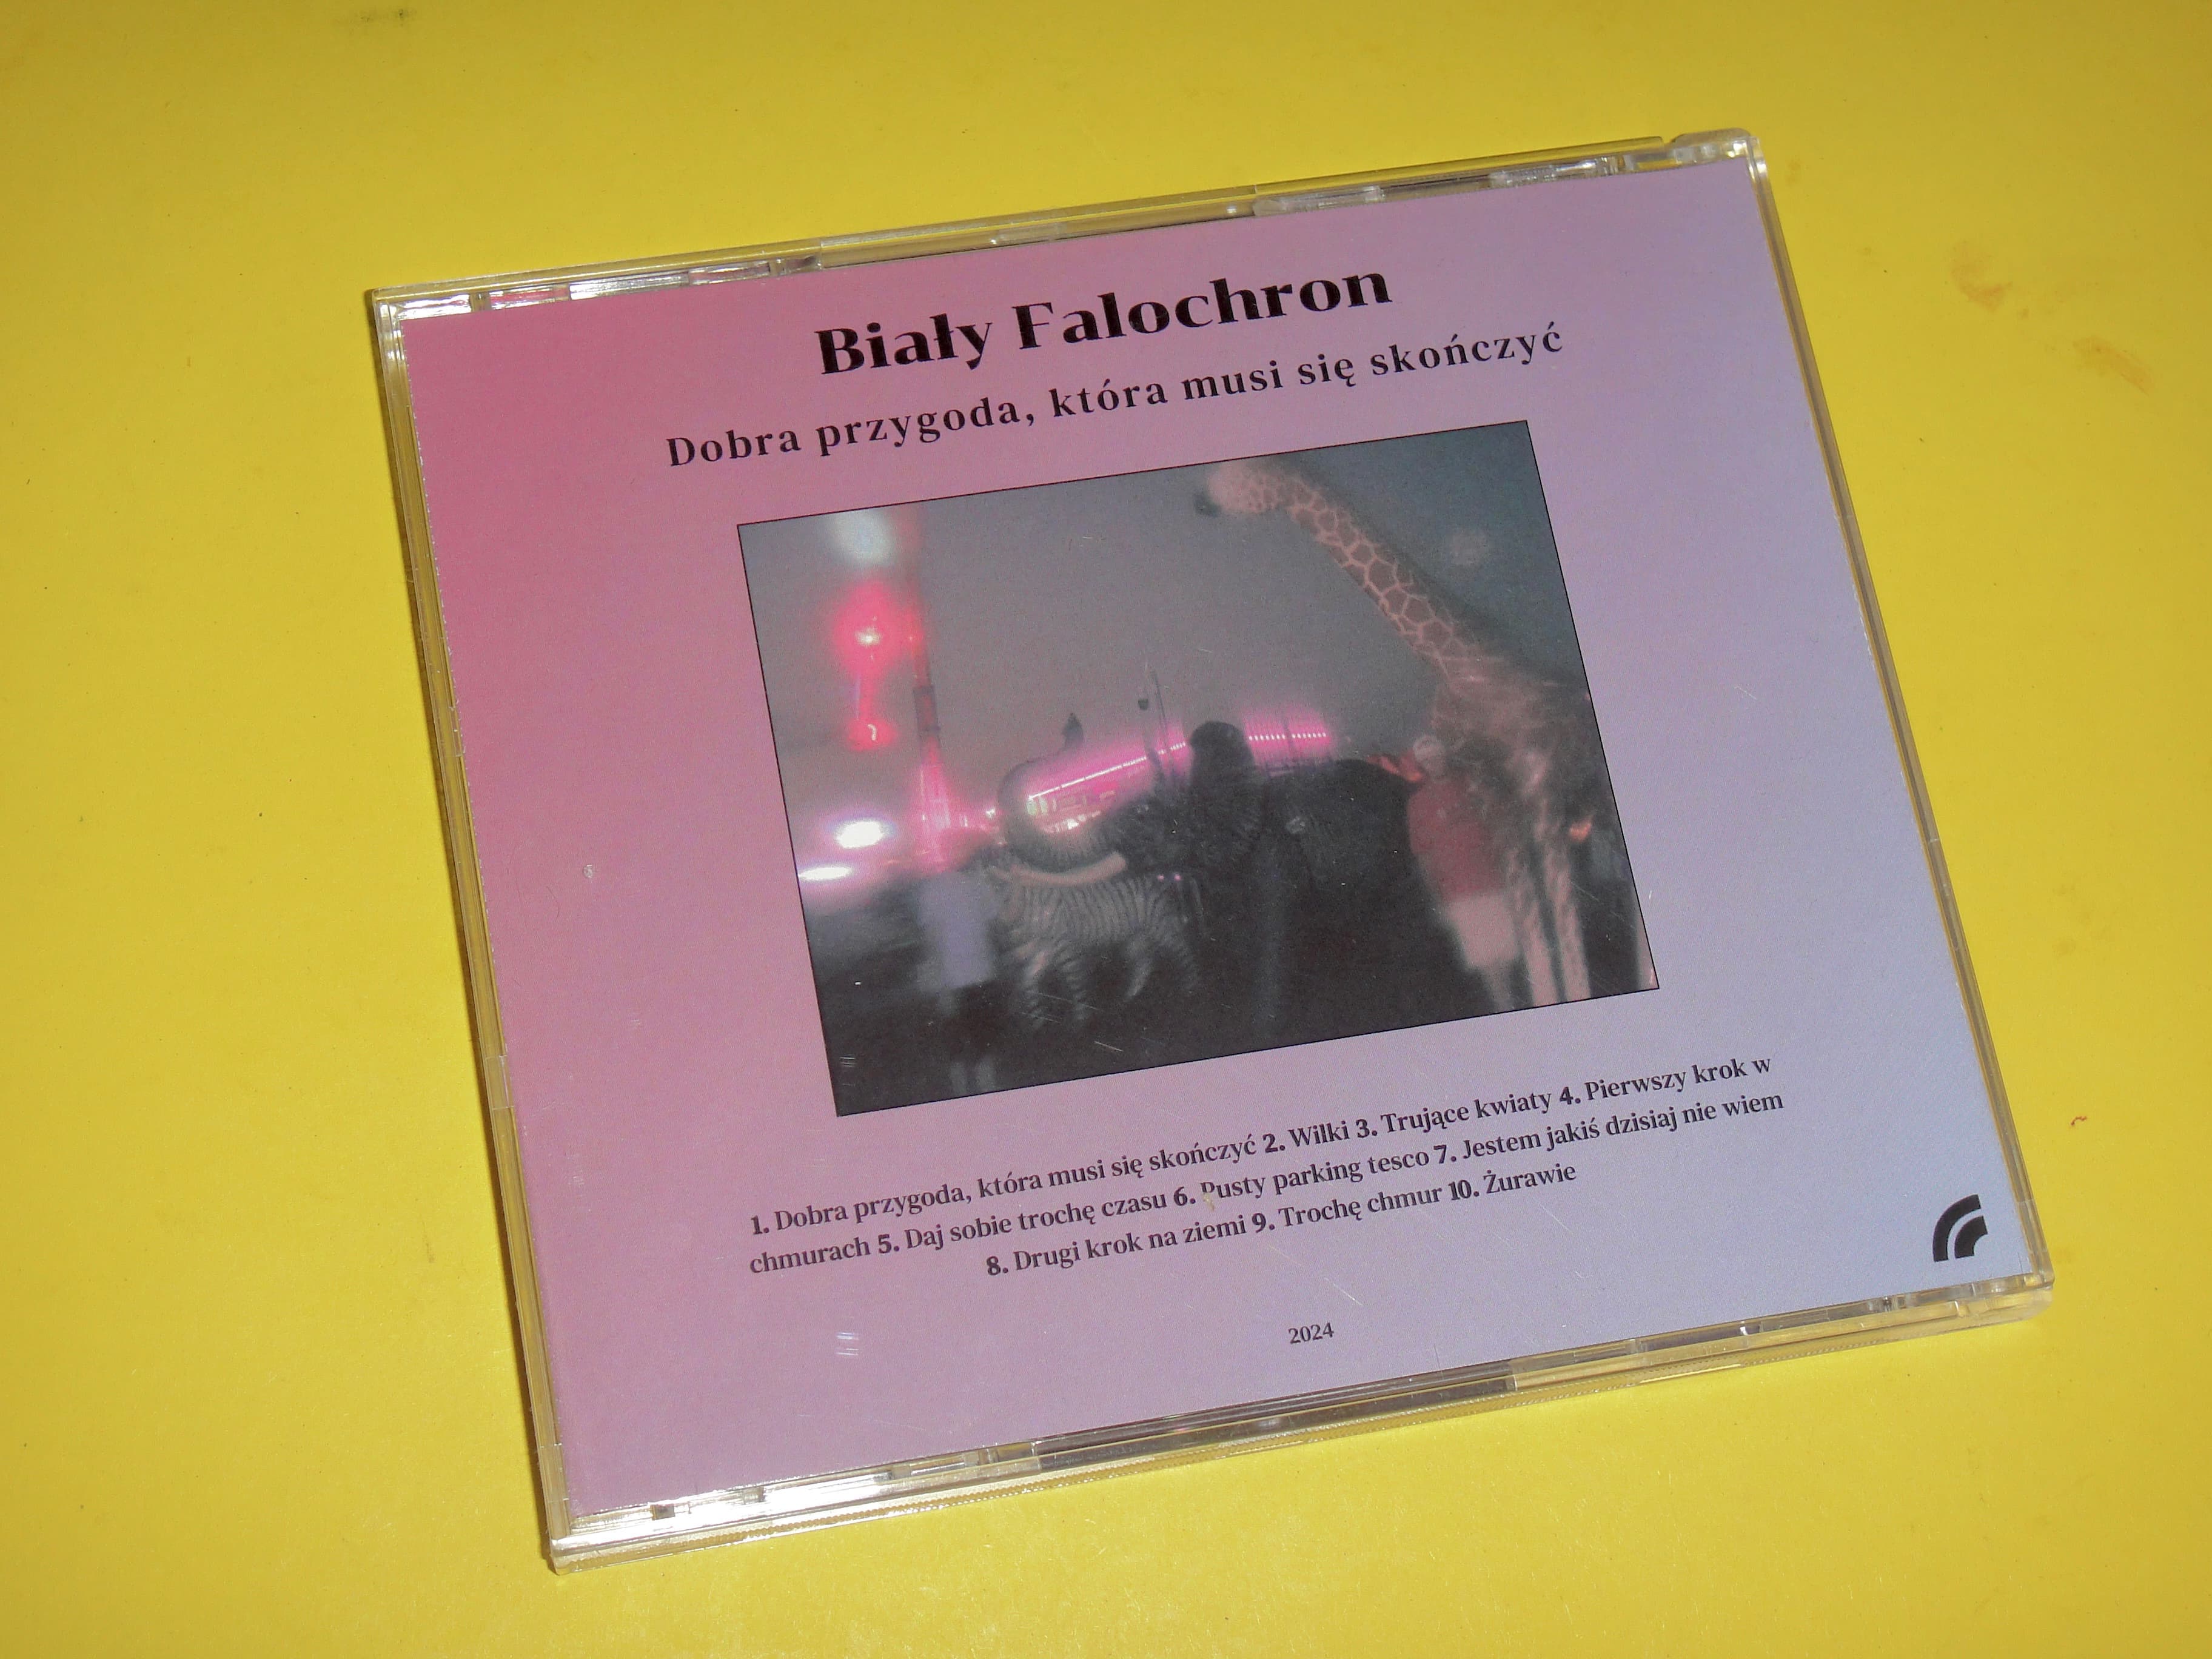 Biały Falochron
Dobra przygoda, która musi się skończyć
1. Dobra przygoda, która musi się skończyć 2. Wilki 3. Trujące kwiaty 4. Pierwszy krok w
chmurach 5. Daj sobie trochę czasu 6. Pusty parking tesco 7. Jestem jakiś dzisiaj nie wiem
8. Drugi krok na ziemi 9. Trochę chmur 10. Żurawie
2024